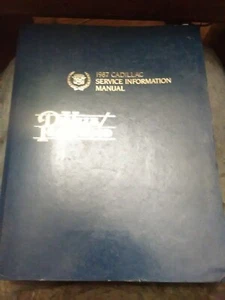 1987 CADILLAC
SERVICE INFORMATION
MANUAL